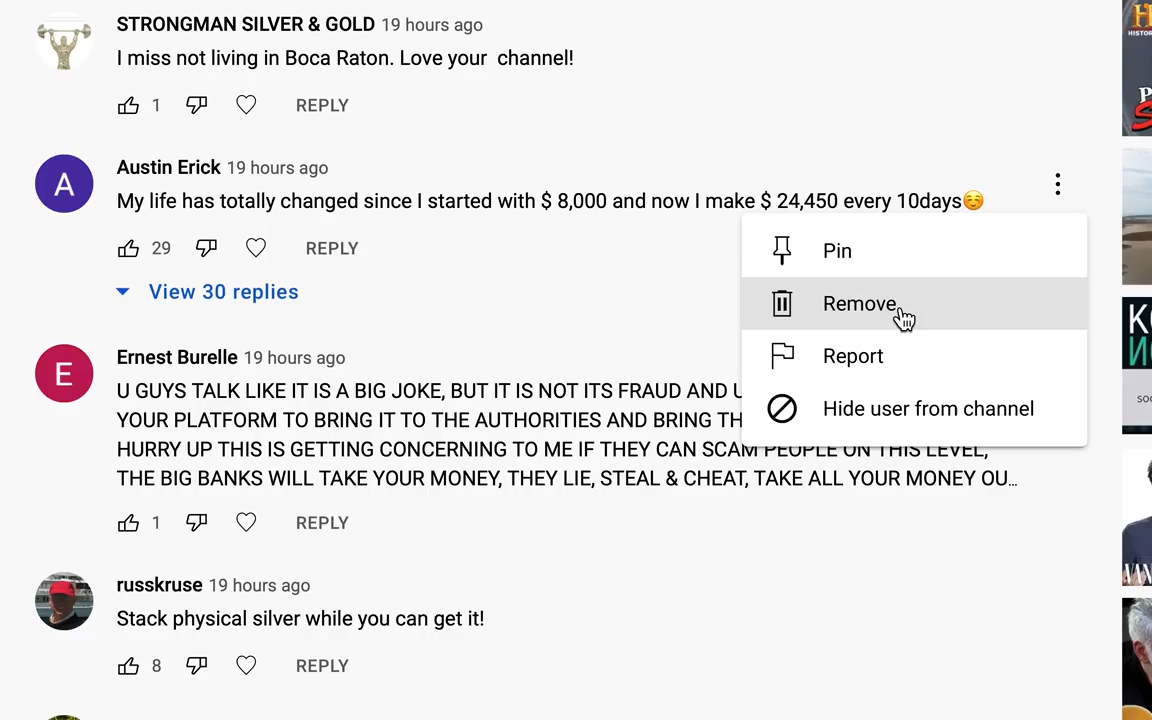 STRONGMAN SILVER & GOLD 19 hours ago
I miss not living in Boca Raton. Love your channel!
1 REPLY
A
Austin Erick 19 hours ago
My life has totally changed since I started with $ 8,000 and now I make $ 24,450 every 10days☺️
29 REPLY
View 30 replies
Pin
Remove
Report
Hide user from channel
E
Ernest Burelle 19 hours ago
U GUYS TALK LIKE IT IS A BIG JOKE, BUT IT IS NOT ITS FRAUD AND
YOUR PLATFORM TO BRING IT TO THE AUTHORITIES AND BRING
HURRY UP THIS IS GETTING CONCERNING TO ME IF THEY CAN SCAM PEOPLE ON THIS LEVEL,
THE BIG BANKS WILL TAKE YOUR MONEY, THEY LIE, STEAL & CHEAT, TAKE ALL YOUR MONEY OU...
1 REPLY
russkruse 19 hours ago
Stack physical silver while you can get it!
8 REPLY